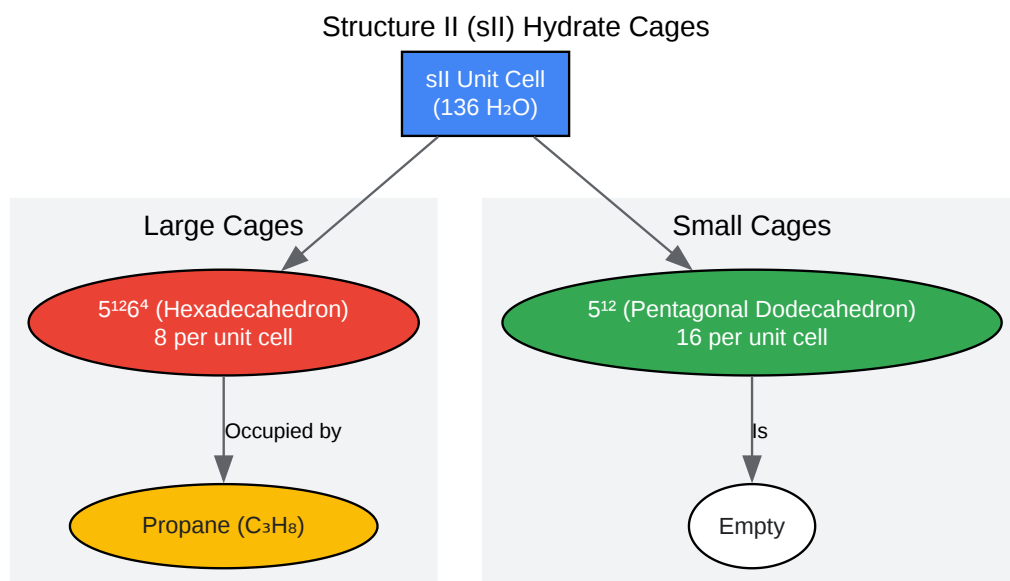 Structure II (sII) Hydrate Cages
sII Unit Cell
(136 H₂O)
Large Cages
5¹²6⁴ (Hexadecahedron)
8 per unit cell
Occupied by
Propane (C₃H₈)
Small Cages
5¹² (Pentagonal Dodecahedron)
16 per unit cell
Is
Empty